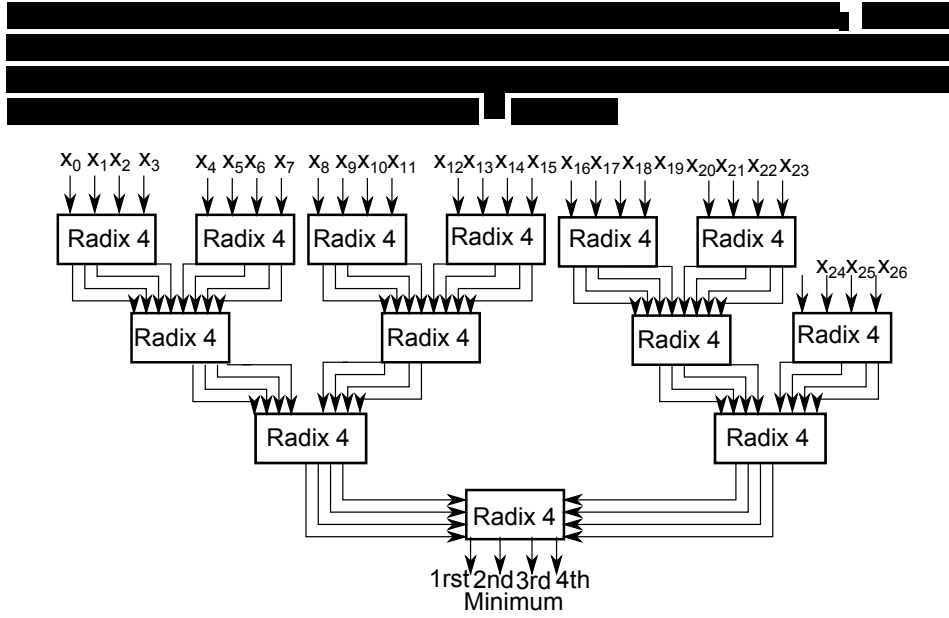 x0 x1 x2 x3 x4 x5 x6 x7 x8 x9 x10 x11 x12 x13 x14 x15 x16 x17 x18 x19 x20 x21 x22 x23
Radix 4 Radix 4 Radix 4 Radix 4 Radix 4 Radix 4
x24 x25 x26
Radix 4 Radix 4 Radix 4 Radix 4
Radix 4 Radix 4
Radix 4
1rst 2nd 3rd 4th
Minimum